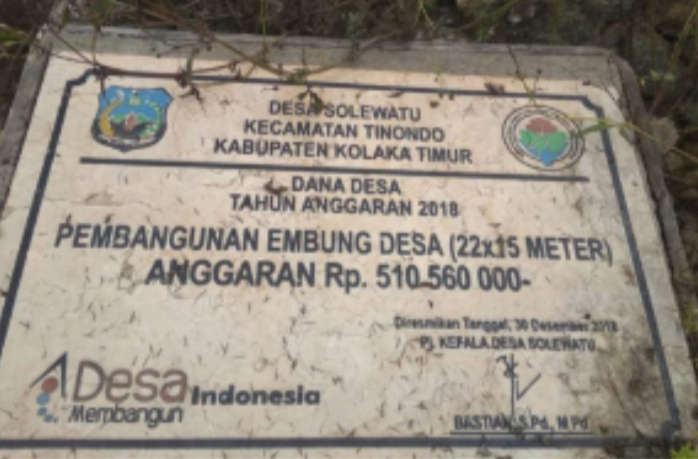 DESA SOLEWATU
KECAMATAN TINONDO
KABUPATEN KOLAKA TIMUR
DANA DESA
TAHUN ANGGARAN 2018
PEMBANGUNAN EMBUNG DESA (22x15 METER)
ANGGARAN Rp. 510.560 000-
Diresmikan Tanggal, 30 Desember 2018
Pj. KEPALA DESA SOLEWATU
BASTIAN, S.Pd., M.Pd
Desa
Membangun
Indonesia